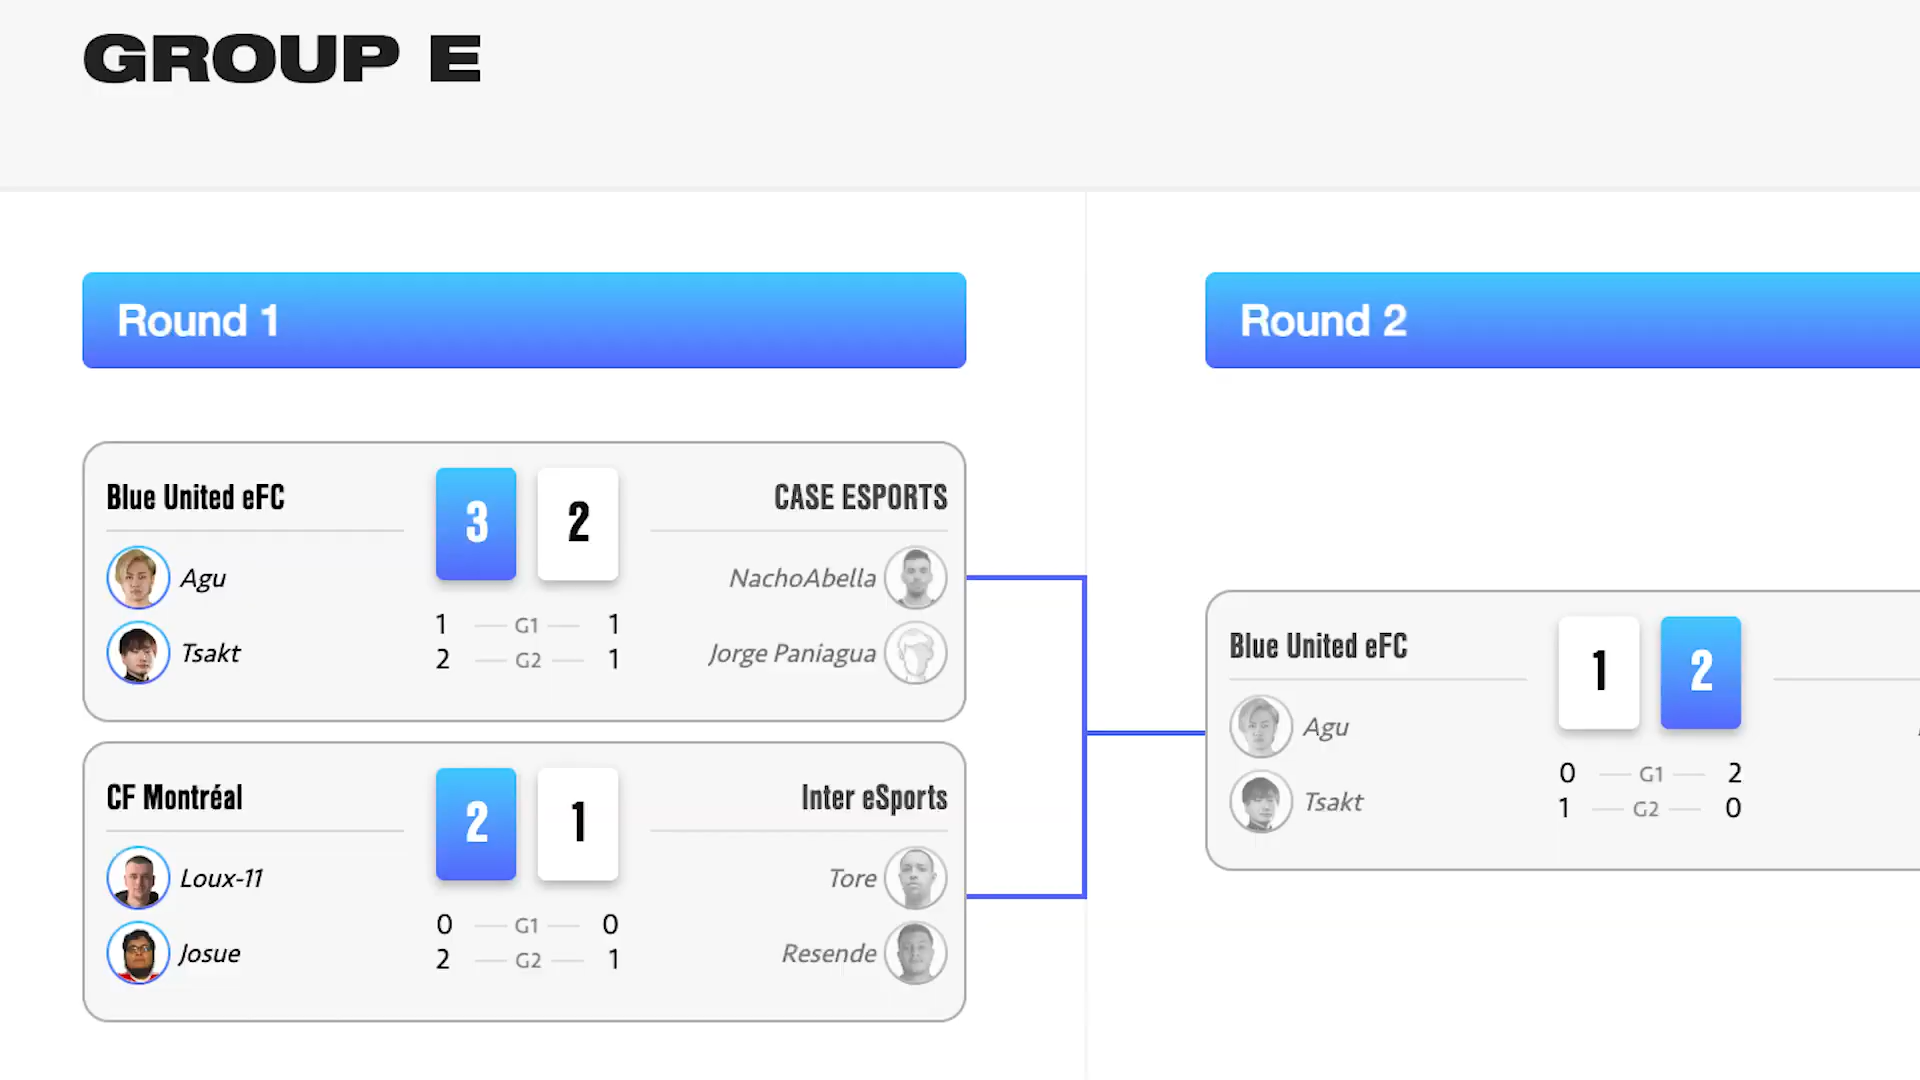 GROUP E
Round 1
Round 2
Blue United eFC 3 2 CASE ESPORTS
Agu NachoAbella
1 G1 1
Tsakt Jorge Paniagua
2 G2 1
CF Montréal 2 1 Inter eSports
Loux-11 Tore
0 G1 0
Josue Resende
2 G2 1
Blue United eFC 1 2
Agu
0 G1 2
Tsakt
1 G2 0